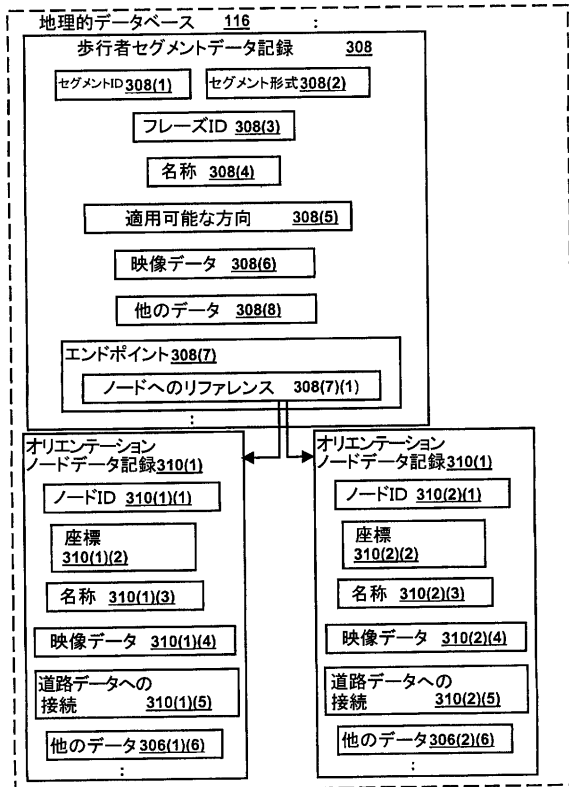 地理的データベース 116 :
歩行者セグメントデータ記録 308
セグメントID 308(1)
セグメント形式 308(2)
フレーズID 308(3)
名称 308(4)
適用可能な方向 308(5)
映像データ 308(6)
他のデータ 308(8)
エンドポイント 308(7)
ノードへのリファレンス 308(7)(1)
:
オリエンテーション
ノードデータ記録 310(1)
ノードID 310(1)(1)
座標
310(1)(2)
名称 310(1)(3)
映像データ 310(1)(4)
道路データへの
接続 310(1)(5)
他のデータ 306(1)(6)
:
オリエンテーション
ノードデータ記録 310(1)
ノードID 310(2)(1)
座標
310(2)(2)
名称 310(2)(3)
映像データ 310(2)(4)
道路データへの
接続 310(2)(5)
他のデータ 306(2)(6)
: